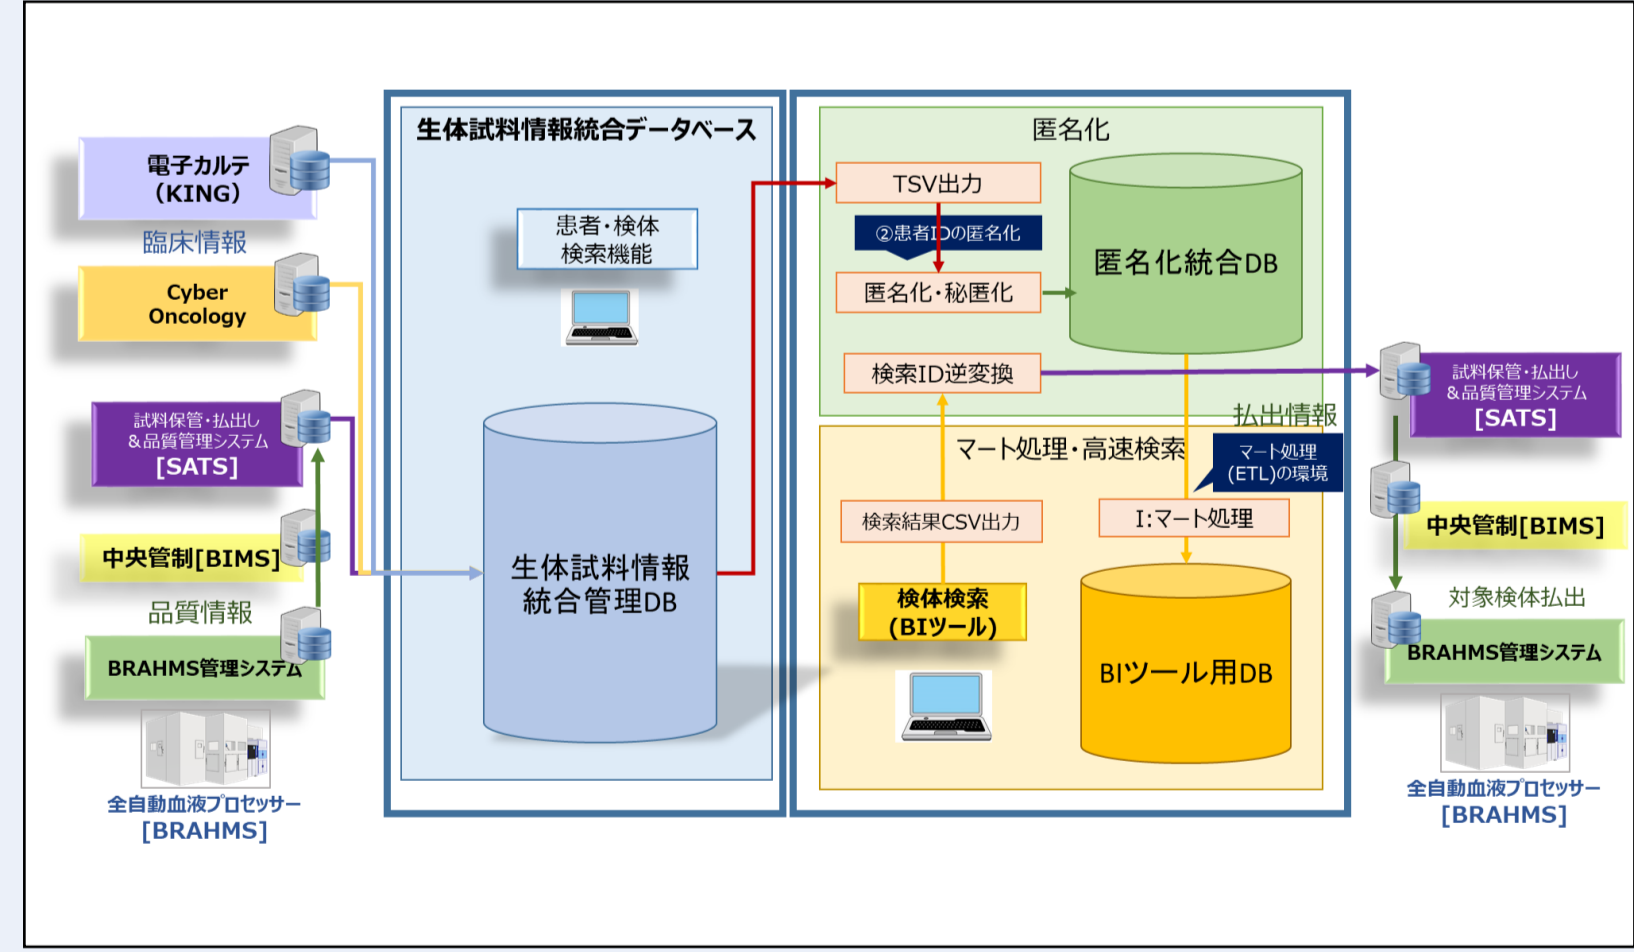 電子カルテ
（KING）
臨床情報
Cyber
Oncology
試料保管・払出し
＆品質管理システム
[SATS]
中央管制[BIMS]
品質情報
BRAHMS管理システム
全自動血液プロセッサー
[BRAHMS]
生体試料情報統合データベース
患者・検体
検索機能
生体試料情報
統合管理DB
匿名化
TSV出力
②患者IDの匿名化
匿名化・秘匿化
匿名化統合DB
検索ID逆変換
払出情報
マート処理・高速検索
マート処理
(ETL)の環境
検索結果CSV出力
I:マート処理
検体検索
(BIツール)
BIツール用DB
試料保管・払出し
＆品質管理システム
[SATS]
中央管制[BIMS]
対象検体払出
BRAHMS管理システム
全自動血液プロセッサー
[BRAHMS]